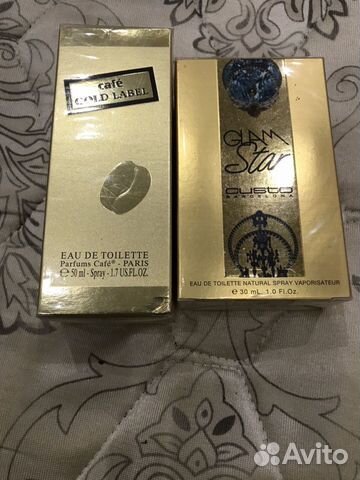 café
GOLD LABEL
EAU DE TOILETTE
Parfums Café® - PARIS
℮ 50 ml - Spray - 1.7 US.FL.OZ.
GLAM
Star
CUSTO
BARCELONA
EAU DE TOILETTE NATURAL SPRAY VAPORISATEUR
℮ 30 mL. 1.0 Fl.Oz.
Avito